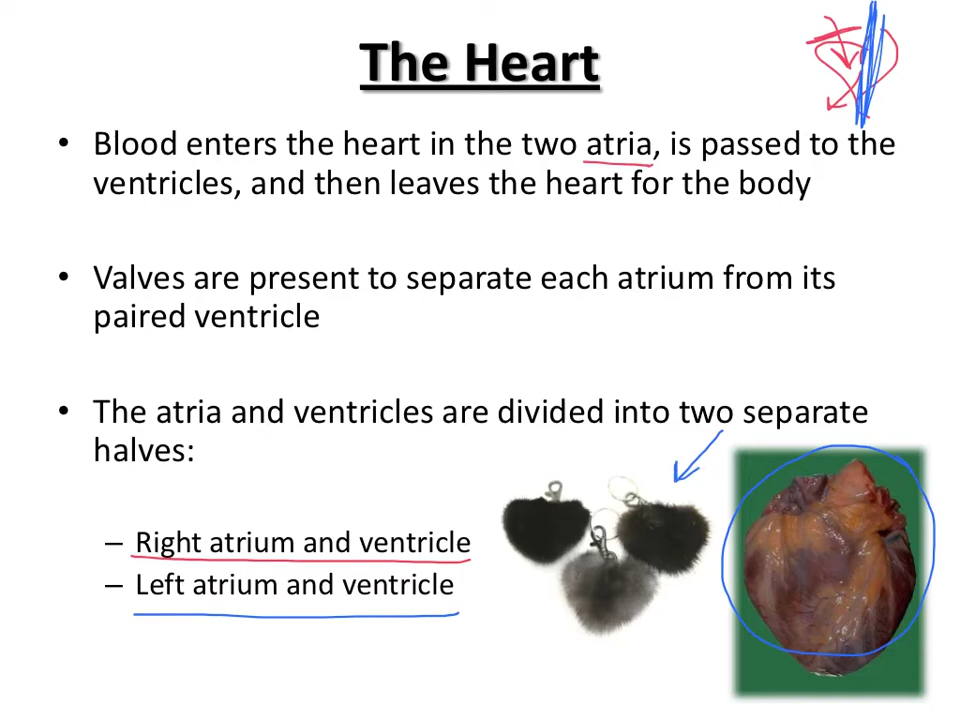 The Heart
• Blood enters the heart in the two atria, is passed to the
ventricles, and then leaves the heart for the body
• Valves are present to separate each atrium from its
paired ventricle
• The atria and ventricles are divided into two separate
halves:
– Right atrium and ventricle
– Left atrium and ventricle